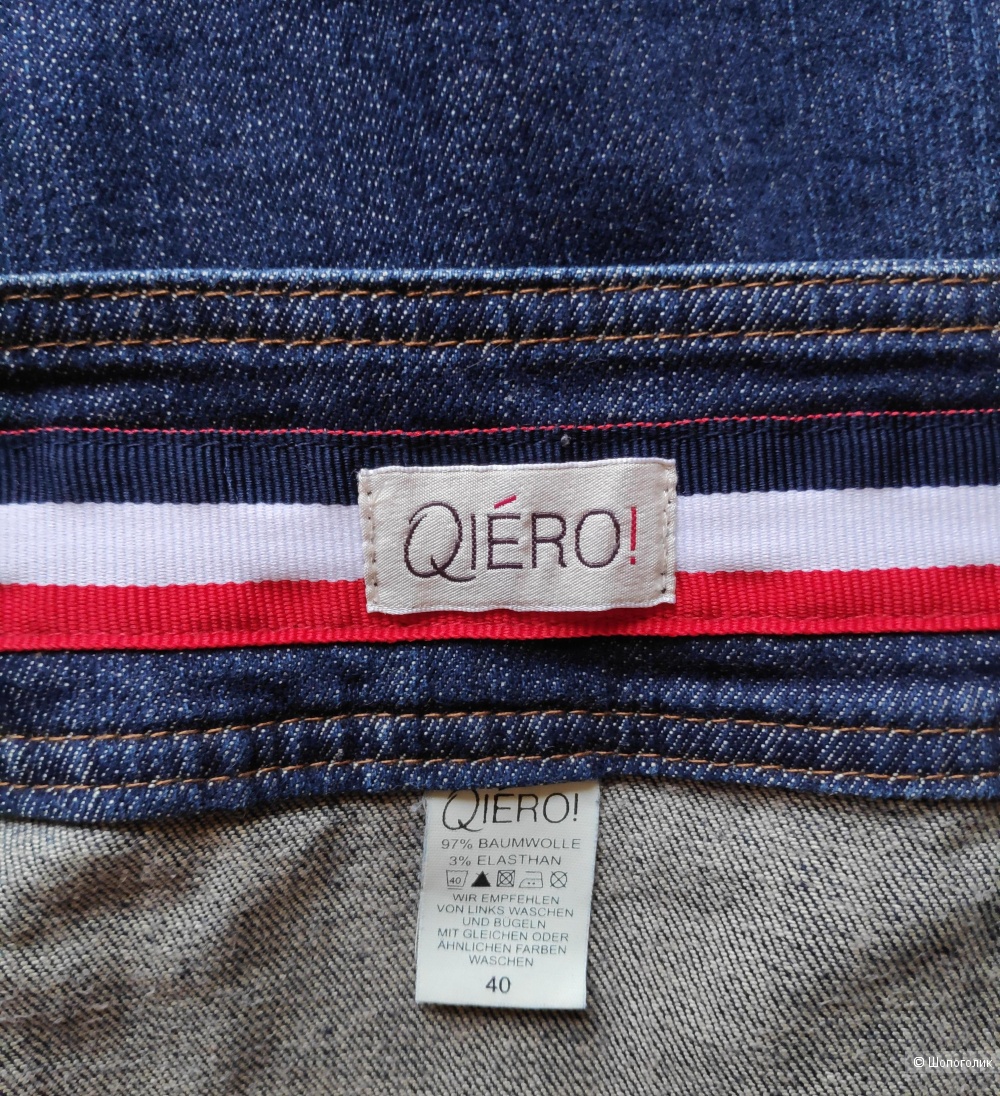 QIÉRO!
QIÉRO!
97% BAUMWOLLE
3% ELASTHAN
40
WIR EMPFEHLEN
VON LINKS WASCHEN
UND BÜGELN
MIT GLEICHEN ODER
ÄHNLICHEN FARBEN
WASCHEN
40
© Шопоголик